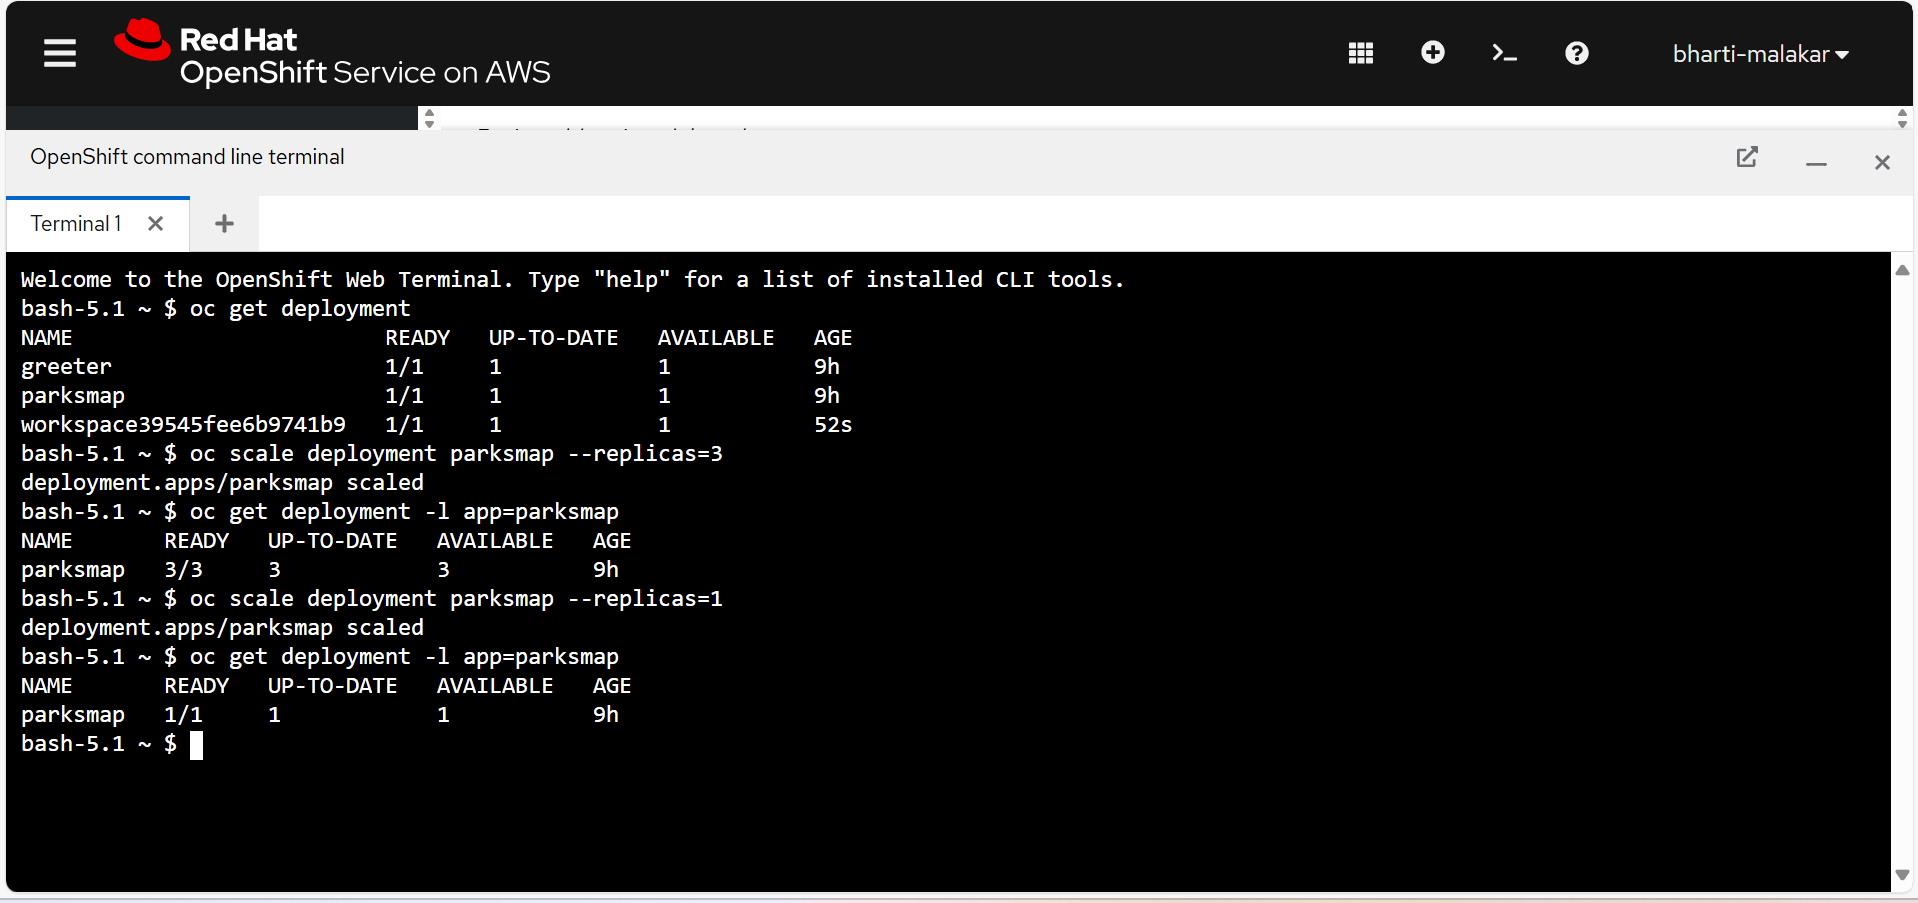 Red Hat
OpenShift Service on AWS
bharti-malakar
OpenShift command line terminal
Terminal 1
Welcome to the OpenShift Web Terminal. Type "help" for a list of installed CLI tools.
bash-5.1 ~ $ oc get deployment
NAME                        READY   UP-TO-DATE   AVAILABLE   AGE
greeter                     1/1     1            1           9h
parksmap                    1/1     1            1           9h
workspace39545fee6b9741b9   1/1     1            1           52s
bash-5.1 ~ $ oc scale deployment parksmap --replicas=3
deployment.apps/parksmap scaled
bash-5.1 ~ $ oc get deployment -l app=parksmap
NAME       READY   UP-TO-DATE   AVAILABLE   AGE
parksmap   3/3     3            3           9h
bash-5.1 ~ $ oc scale deployment parksmap --replicas=1
deployment.apps/parksmap scaled
bash-5.1 ~ $ oc get deployment -l app=parksmap
NAME       READY   UP-TO-DATE   AVAILABLE   AGE
parksmap   1/1     1            1           9h
bash-5.1 ~ $